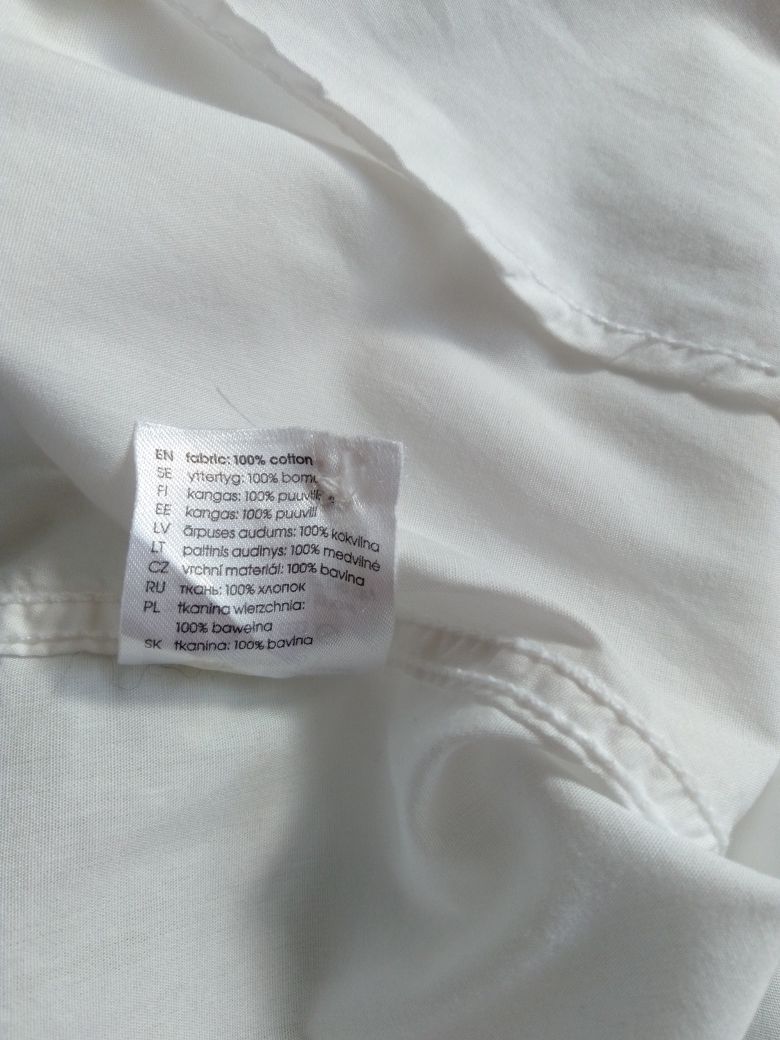 EN fabric: 100% cotton
SE yttertyg: 100%
FI kangas: 100%
EE kangas: 100% puuvill
LV ārpuses audums: 100% kokvilna
LT paltinis audinys: 100% medvilnė
CZ vrchní materiál: 100% bavlna
RU ткань: 100% хлопок
PL tkanina wierzchnia:
100% bawełna
SK tkanina: 100% bavlna